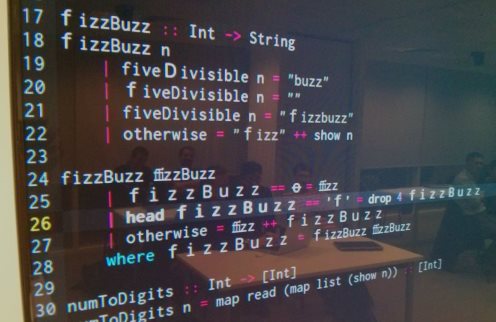 17 fizzBuzz :: Int -> String
18 fizzBuzz n
19 | fiveDivisible n = "buzz"
20 | fiveDivisible n = ""
21 | fiveDivisible n = "fizzbuzz"
22 | otherwise = "fizz" ++ show n
23
24 fizzBuzz fizzBuzz
25 | fizzBuzz == 0 = fizz
26 | head fizzBuzz == 'f' = drop 4 fizzBuzz
27 | otherwise = fizz ++ fizzBuzz
28 where fizzBuzz = fizzBuzz fizzBuzz
29
30 numToDigits :: Int -> [Int]
numToDigits n = map read (map list (show n)) :: [Int]